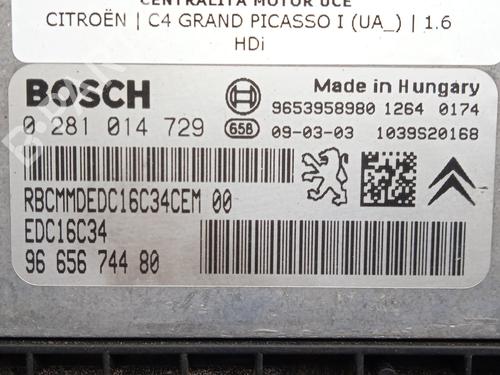 CENTRALITA MOTOR UCE
CITROËN | C4 GRAND PICASSO I (UA_) | 1.6
HDi
BOSCH
Made in Hungary
9653958980 1264 0174
0 281 014 729
G5B 09-03-03 1039S20168
RBCMMDEDC16C34CEM 00
EDC16C34
96 656 744 80